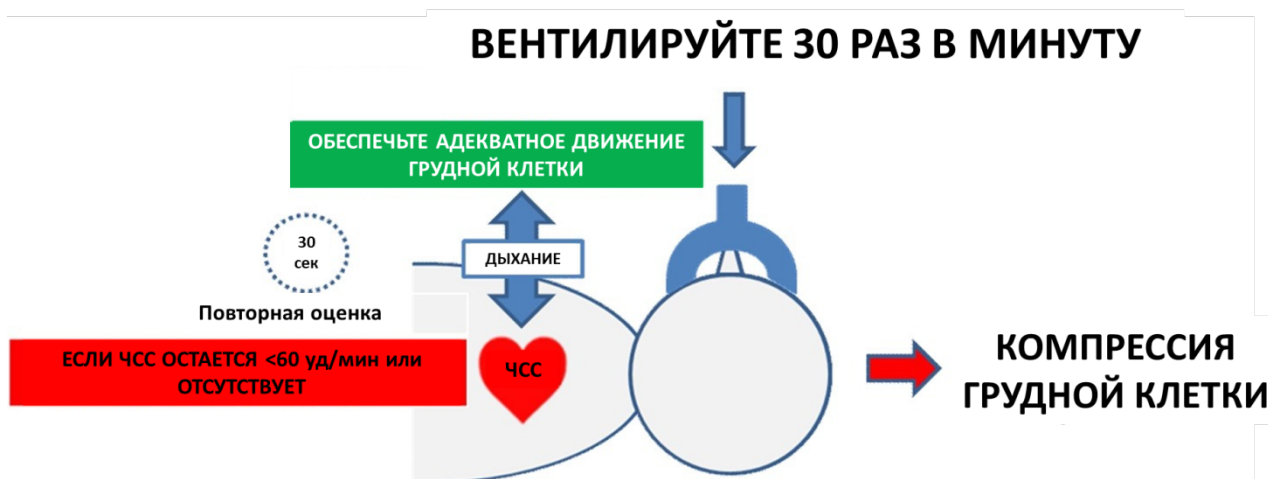 ВЕНТИЛИРУЙТЕ 30 РАЗ В МИНУТУ
ОБЕСПЕЧЬТЕ АДЕКВАТНОЕ ДВИЖЕНИЕ
ГРУДНОЙ КЛЕТКИ
30
сек
ДЫХАНИЕ
Повторная оценка
ЕСЛИ ЧСС ОСТАЕТСЯ <60 уд/мин или
ОТСУТСТВУЕТ
ЧСС
КОМПРЕССИЯ
ГРУДНОЙ КЛЕТКИ